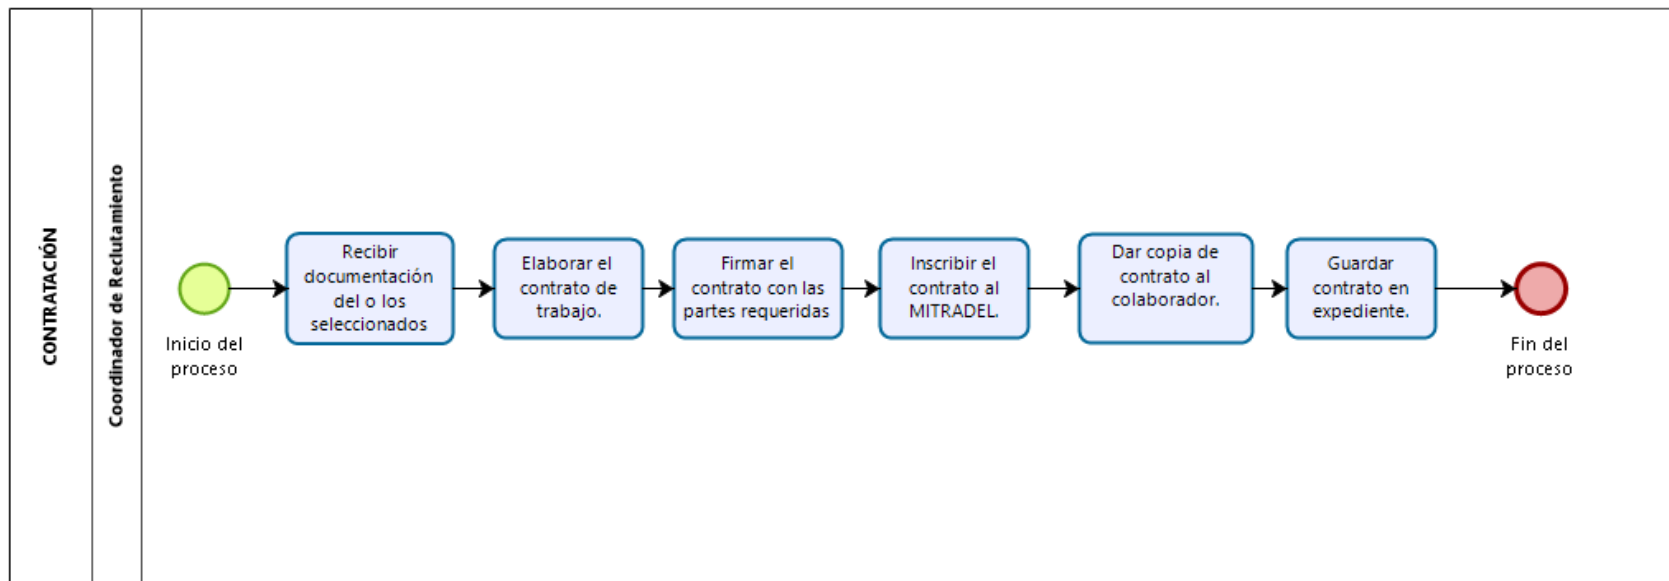 CONTRATACIÓN
Coordinador de Reclutamiento
Inicio del
proceso
Recibir
documentación
del o los
seleccionados
Elaborar el
contrato de
trabajo.
Firmar el
contrato con las
partes requeridas
Inscribir el
contrato al
MITRADEL.
Dar copia de
contrato al
colaborador.
Guardar
contrato en
expediente.
Fin del
proceso